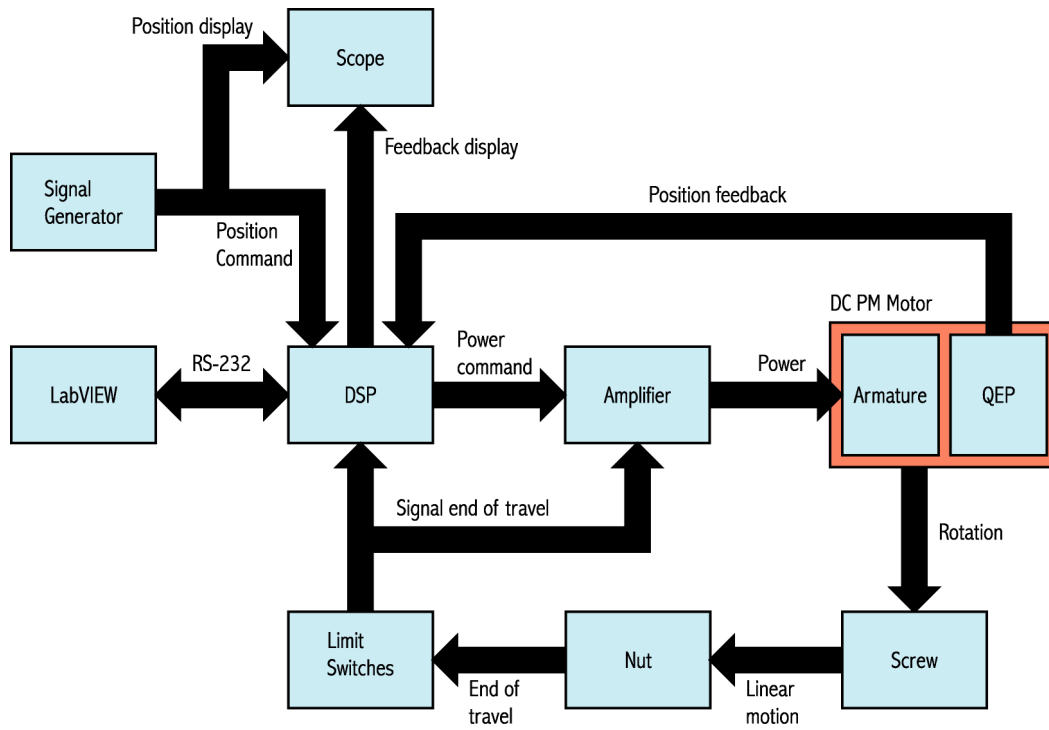 Position display
Scope
Feedback display
Signal
Generator
Position
Command
Position feedback
DC PM Motor
LabVIEW
RS-232
DSP
Power
command
Amplifier
Power
Armature
QEP
Signal end of travel
Rotation
Limit
Switches
End of
travel
Nut
Linear
motion
Screw